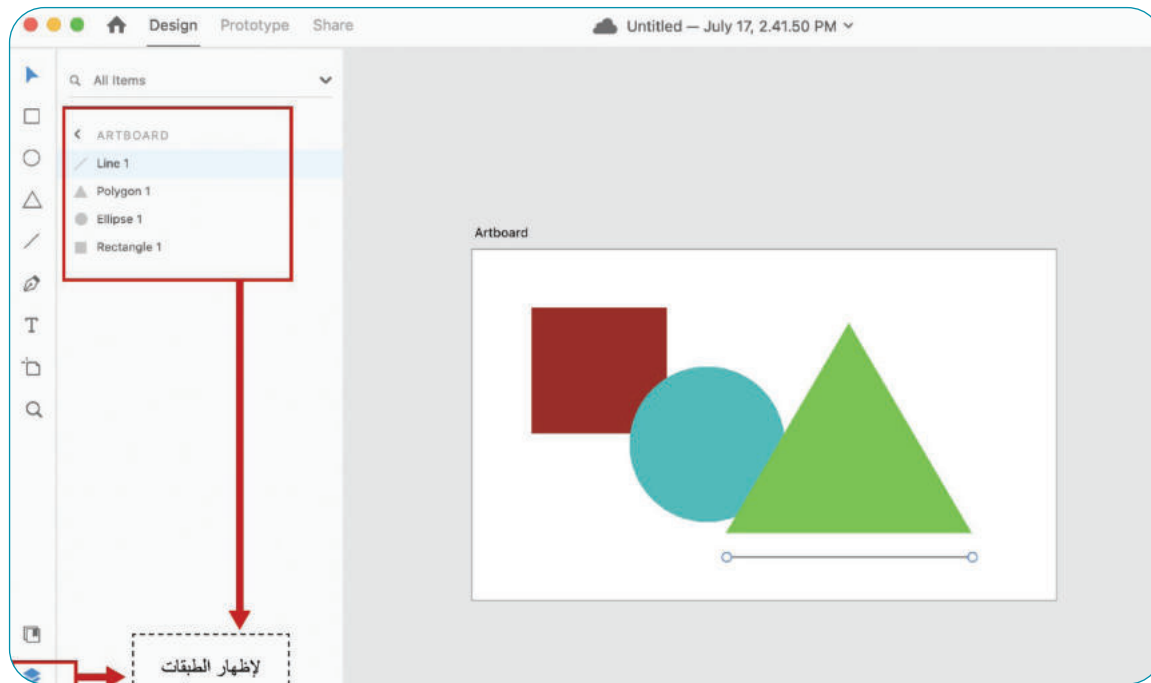 Design Prototype Share
Untitled — July 17, 2.41.50 PM
All Items
ARTBOARD
Line 1
Polygon 1
Ellipse 1
Rectangle 1
Artboard
T
لإظهار الطبقات